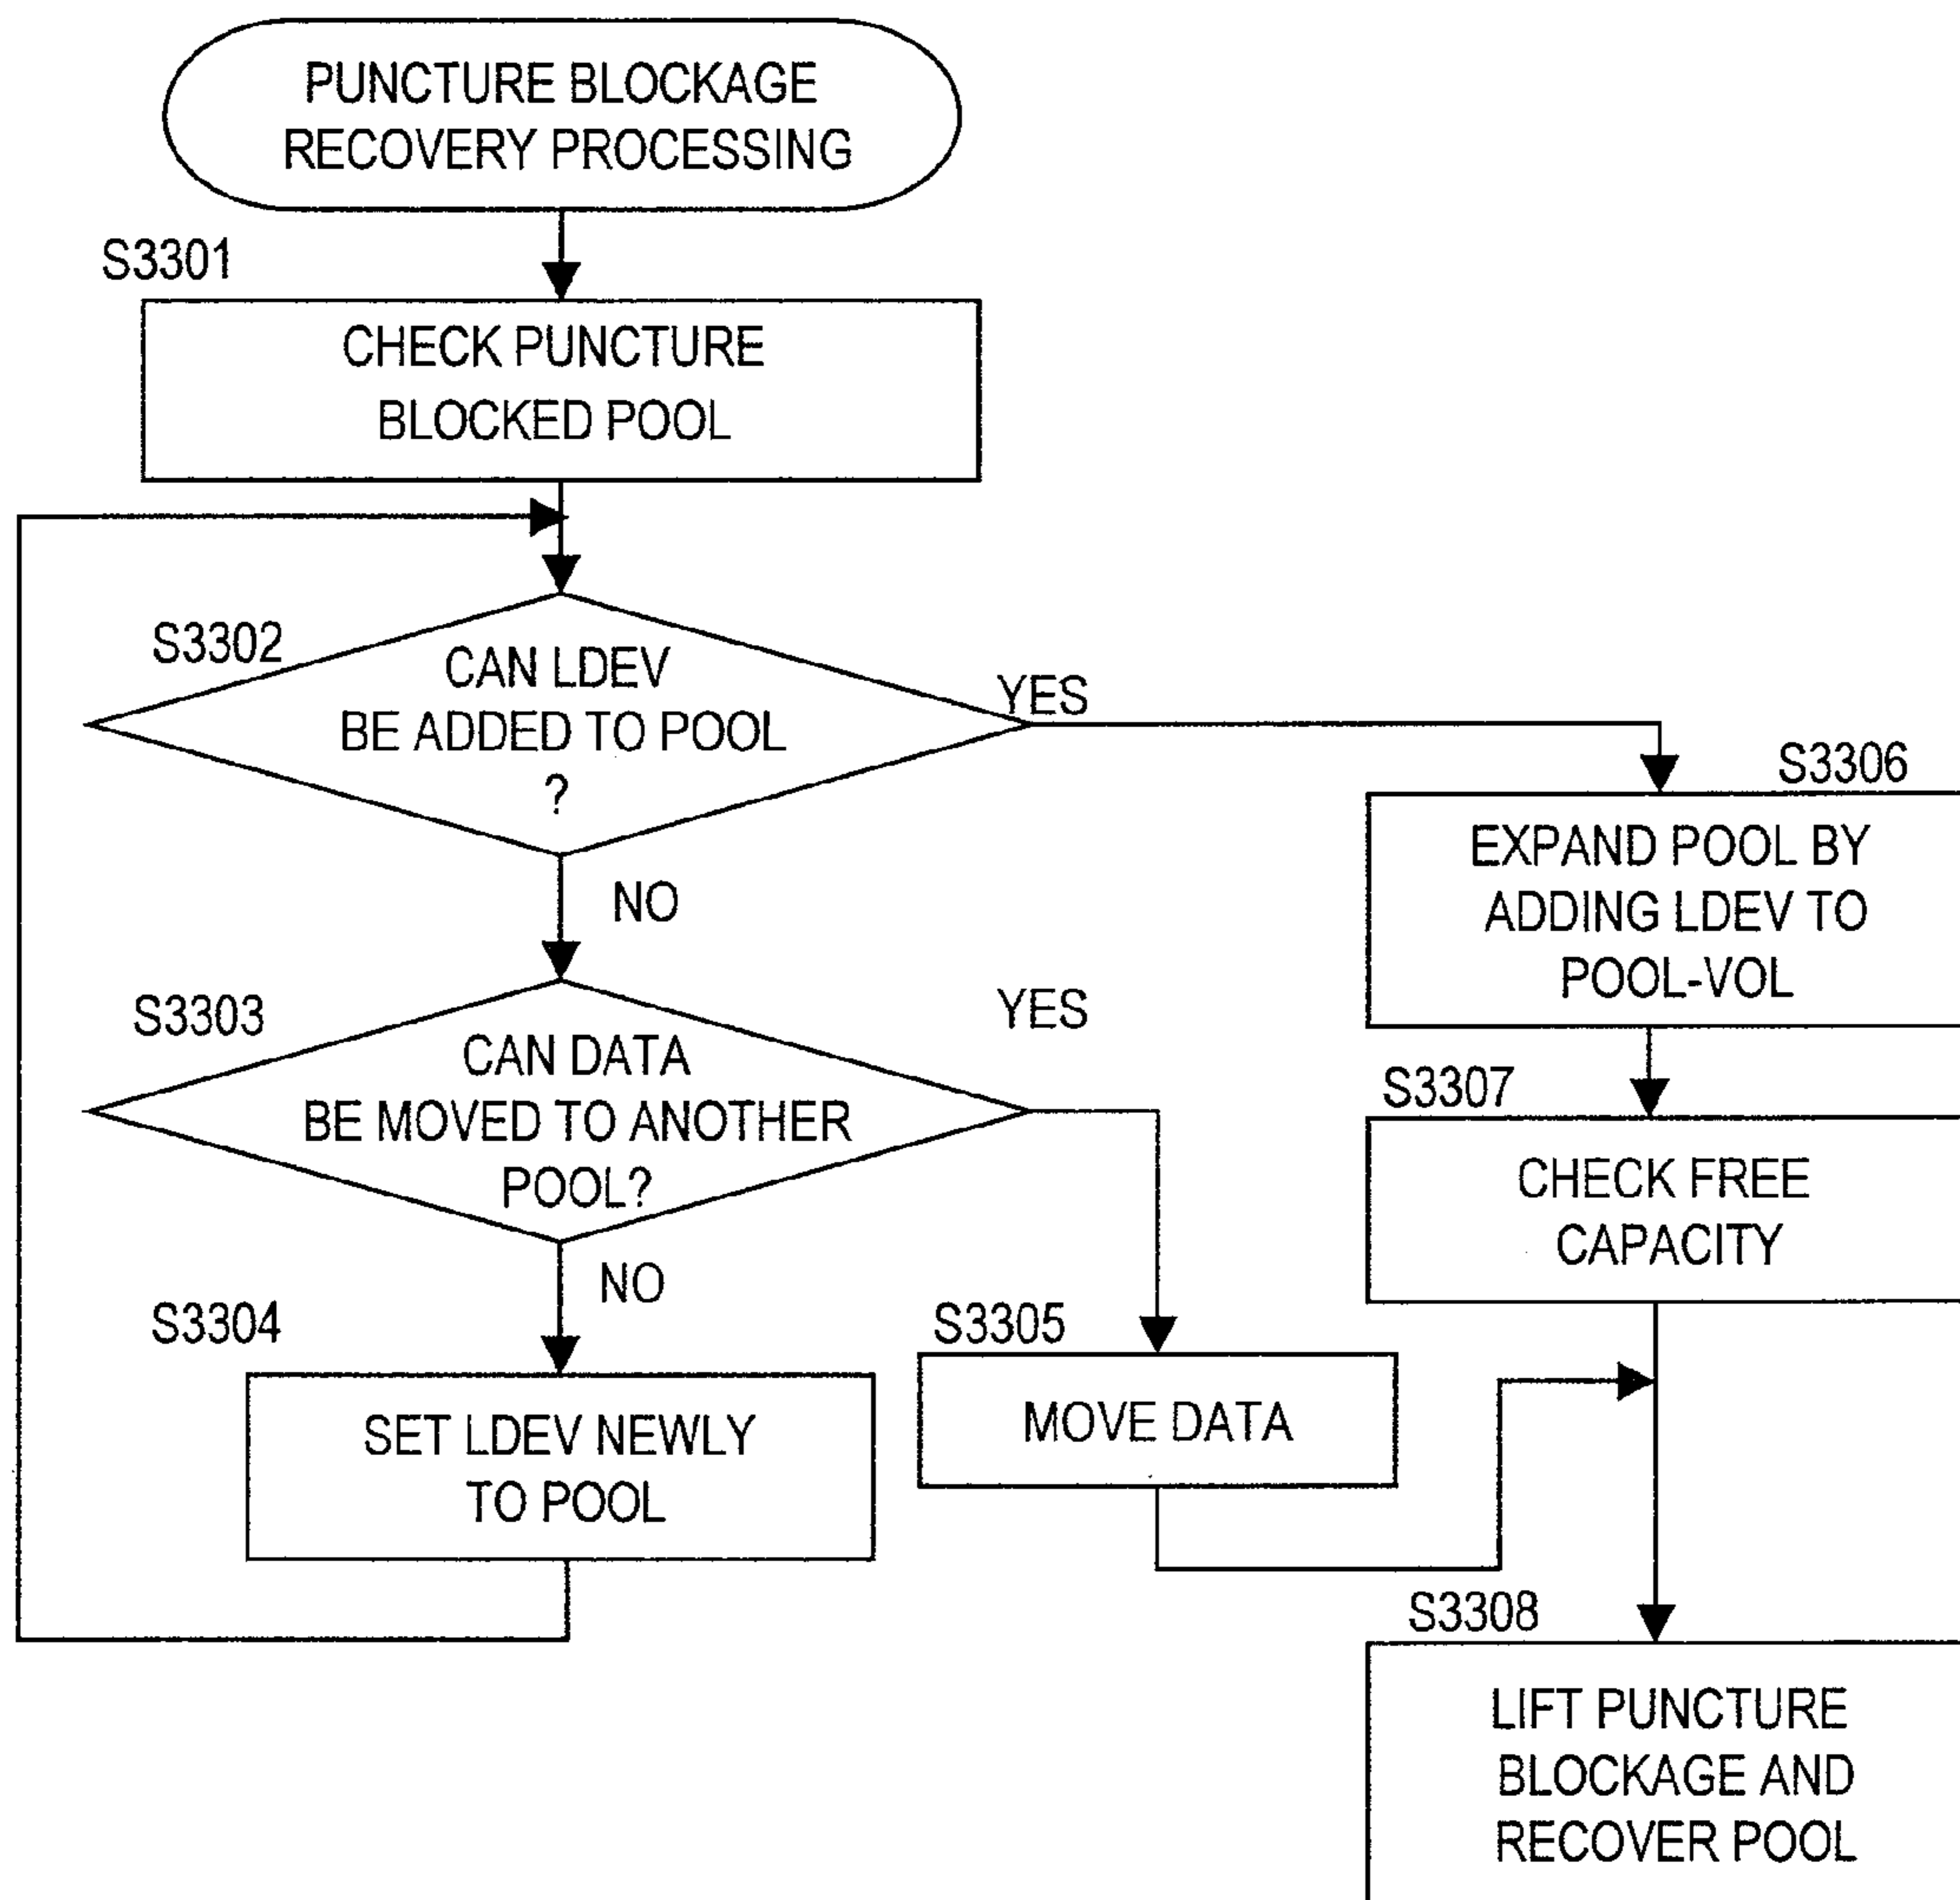 PUNCTURE BLOCKAGE
RECOVERY PROCESSING
S3301
CHECK PUNCTURE
BLOCKED POOL
S3302
CAN LDEV
BE ADDED TO POOL
?
YES
NO
S3303
CAN DATA
BE MOVED TO ANOTHER
POOL?
YES
NO
S3304
SET LDEV NEWLY
TO POOL
S3305
MOVE DATA
S3306
EXPAND POOL BY
ADDING LDEV TO
POOL-VOL
S3307
CHECK FREE
CAPACITY
S3308
LIFT PUNCTURE
BLOCKAGE AND
RECOVER POOL